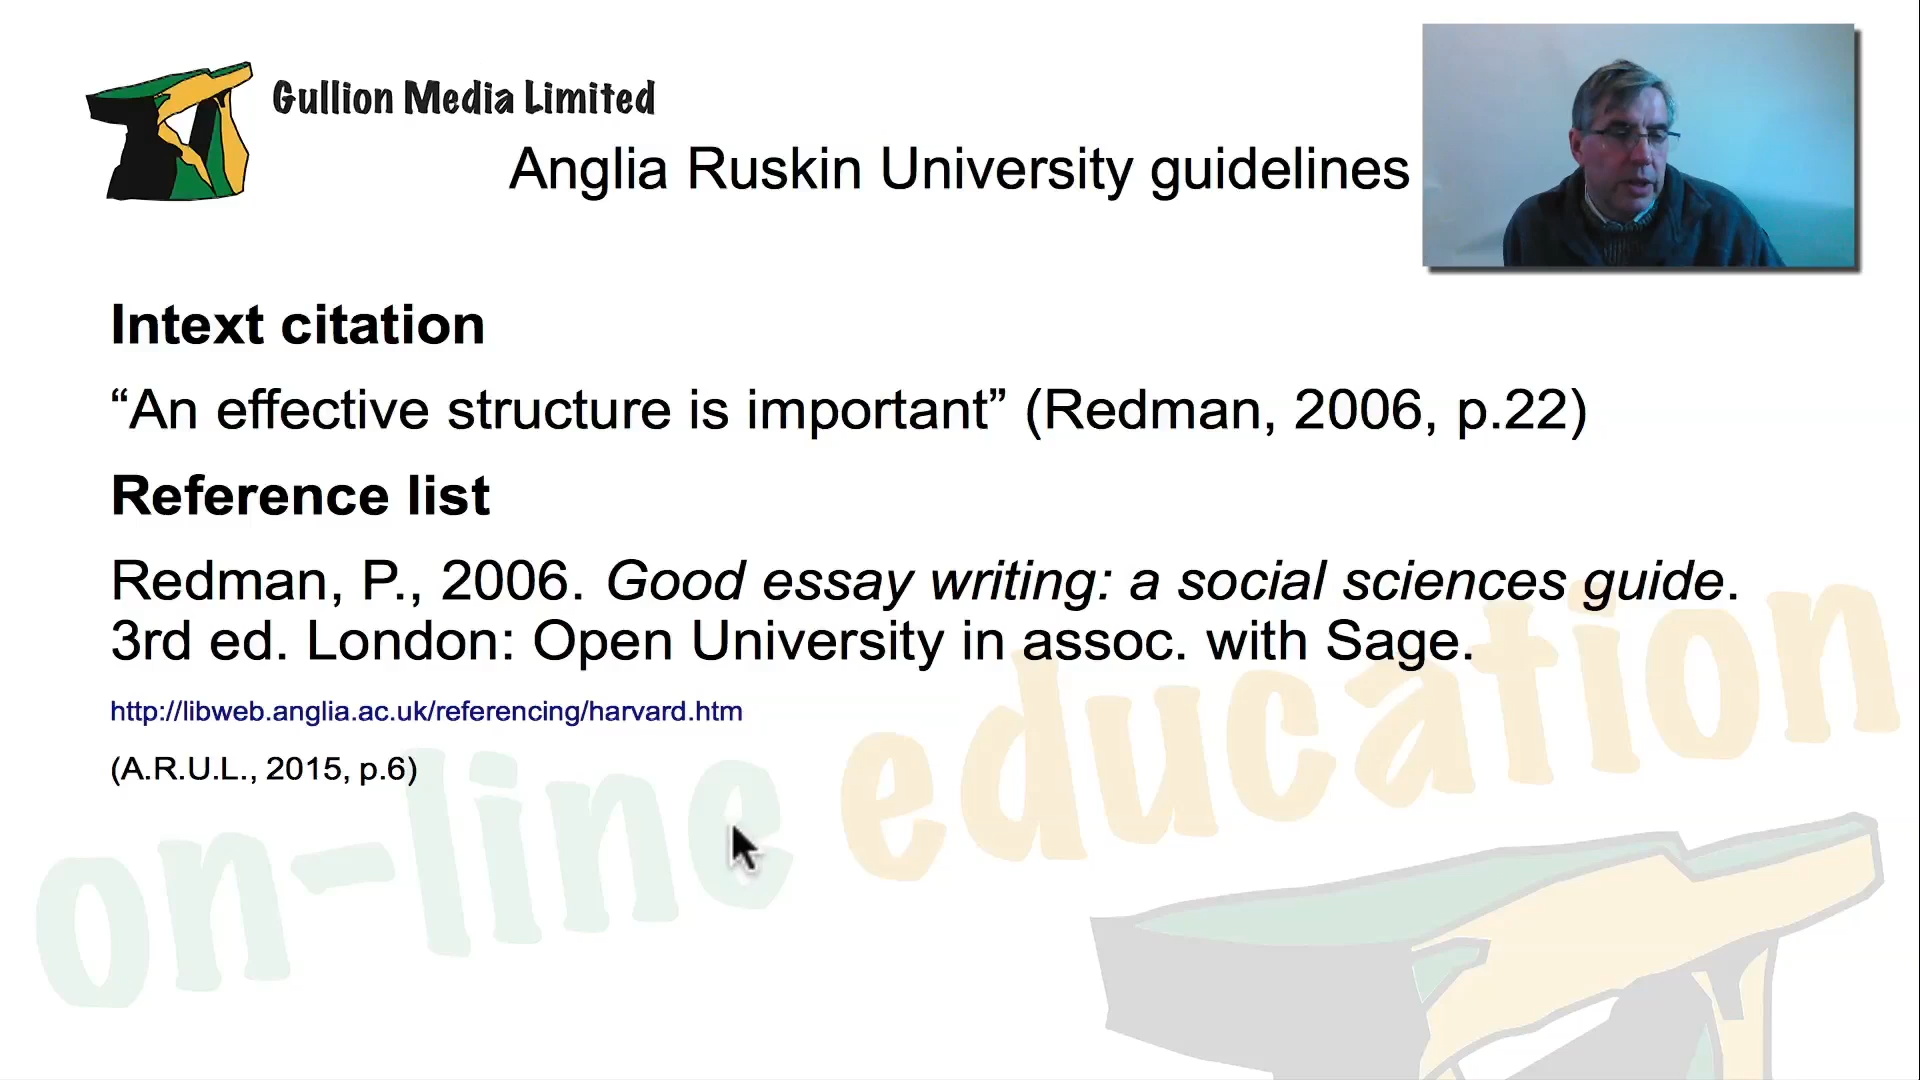 Gullion Media Limited
Anglia Ruskin University guidelines
Intext citation
“An effective structure is important” (Redman, 2006, p.22)
Reference list
Redman, P., 2006. Good essay writing: a social sciences guide.
3rd ed. London: Open University in assoc. with Sage.
http://libweb.anglia.ac.uk/referencing/harvard.htm
(A.R.U.L., 2015, p.6)
on-line education